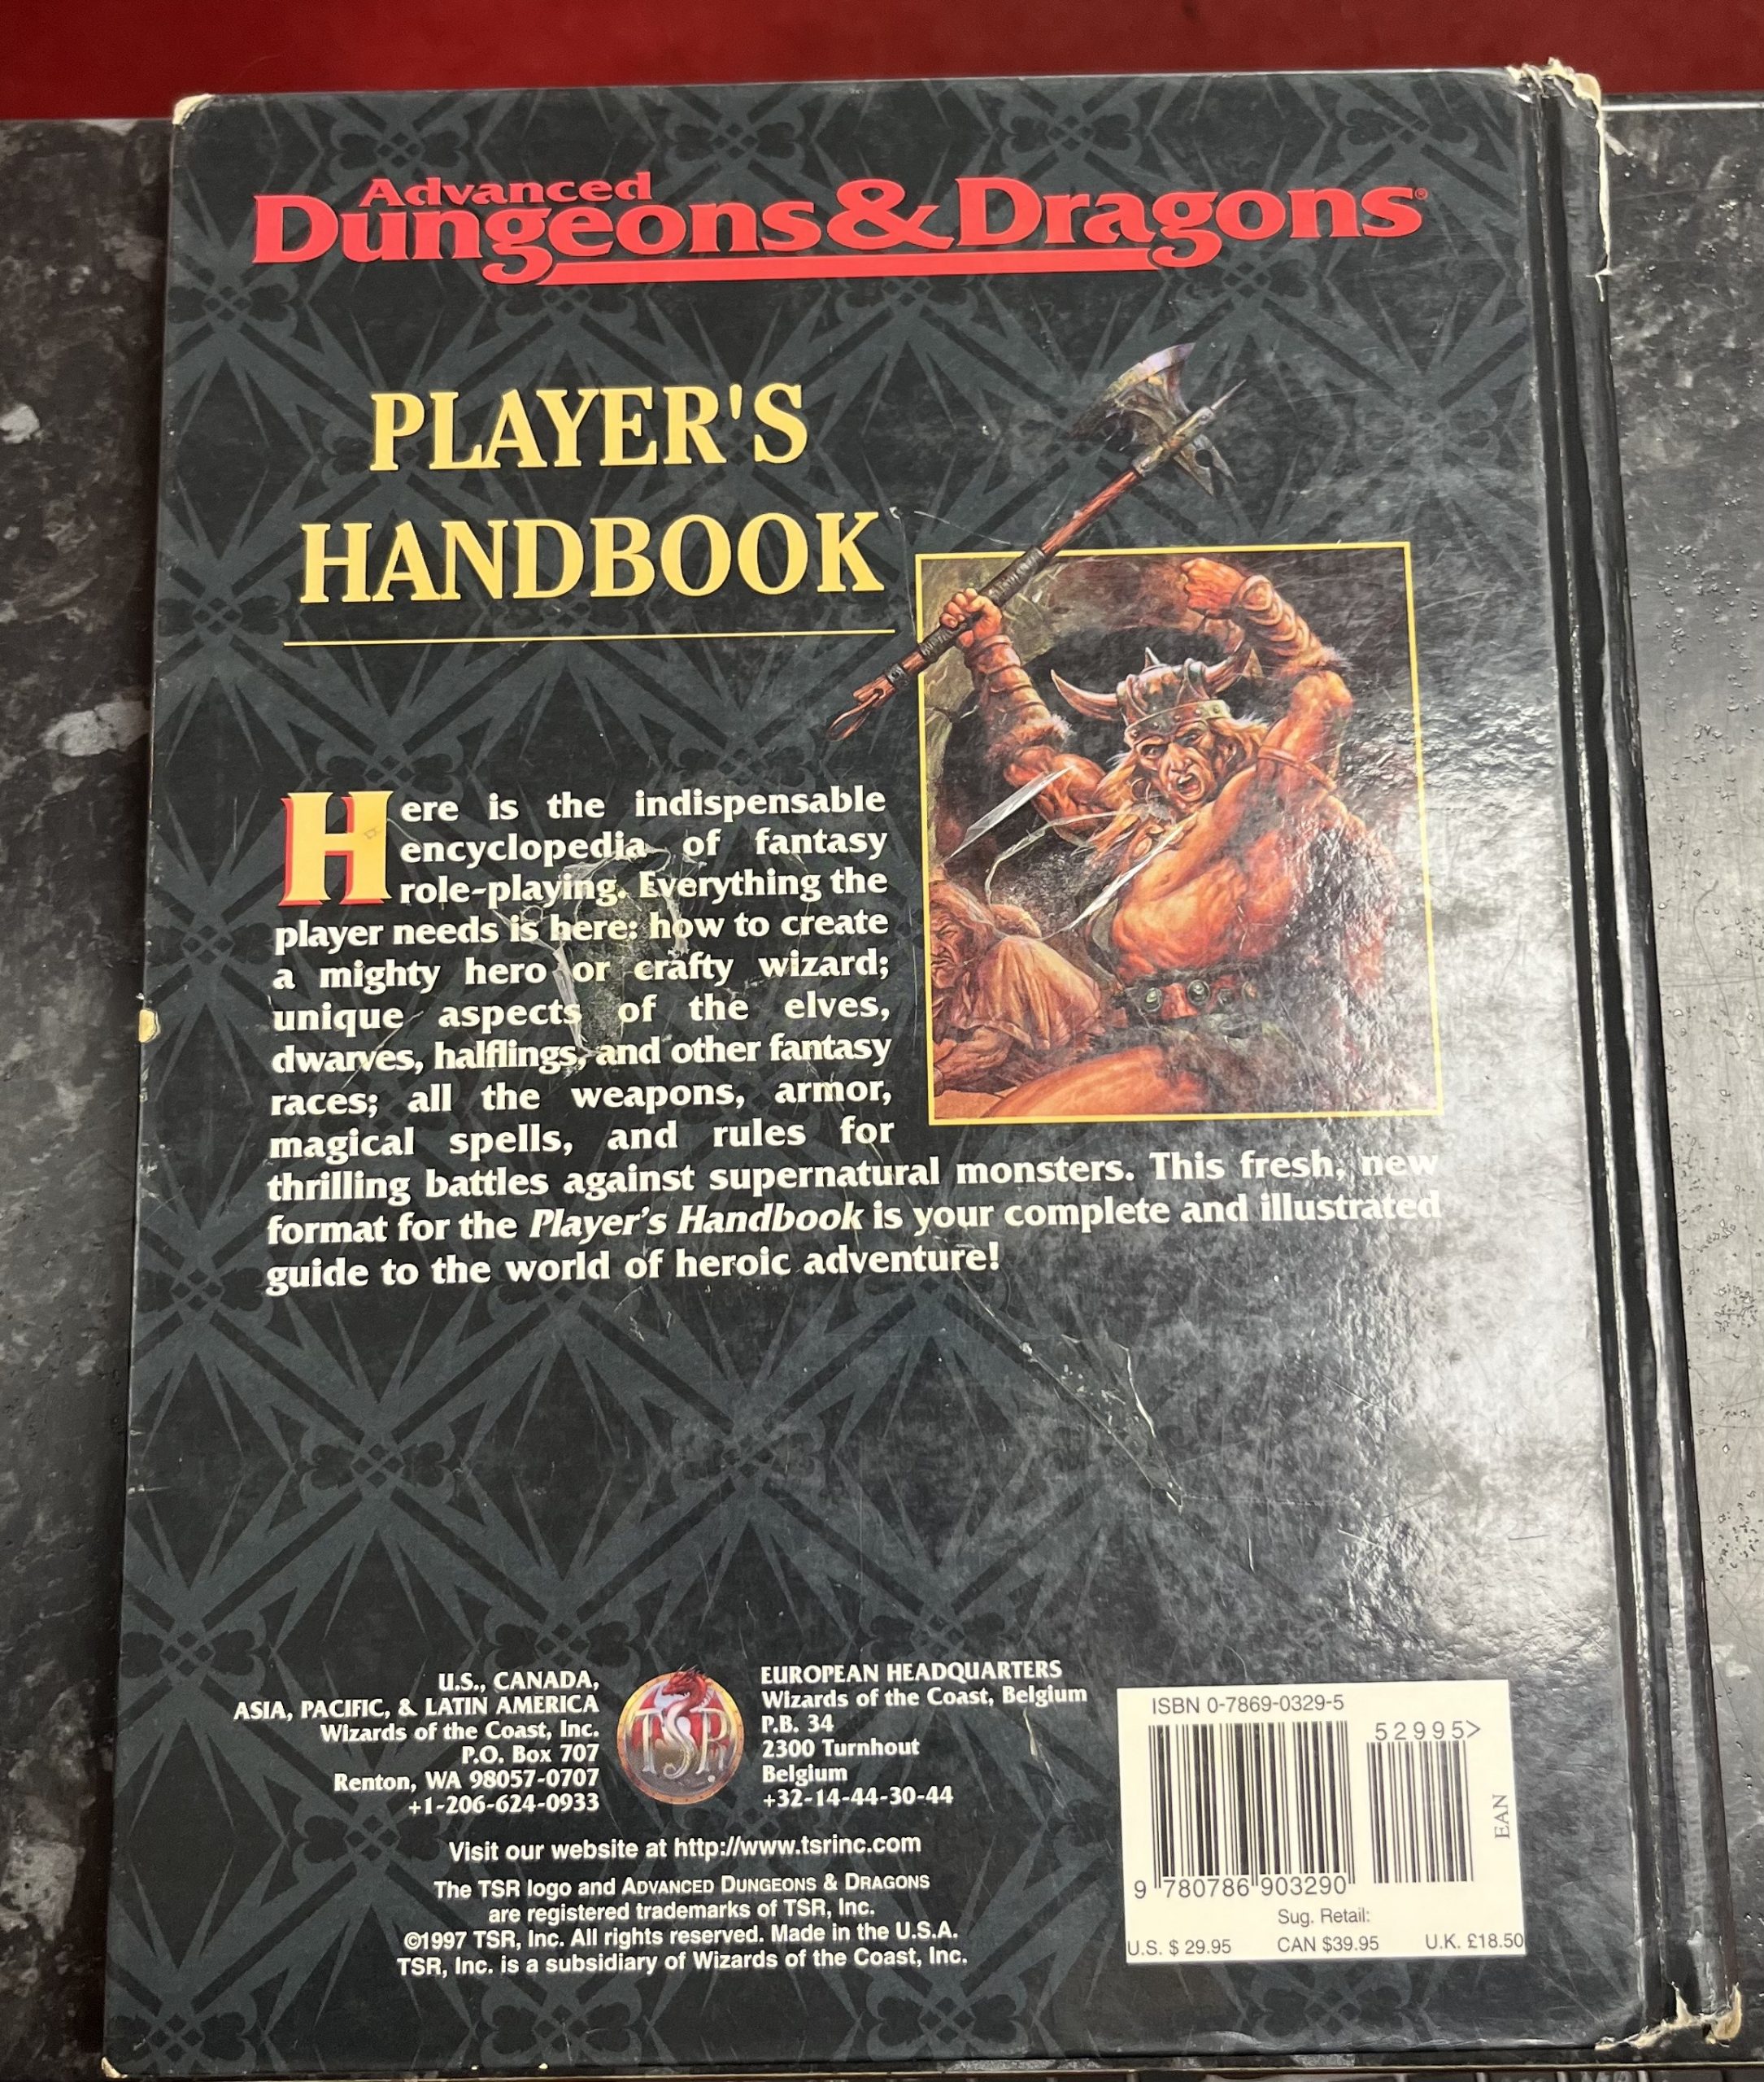 Advanced
Dungeons & Dragons®
PLAYER'S
HANDBOOK
Here is the indispensable
encyclopedia of fantasy
role-playing. Everything the
player needs is here: how to create
a mighty hero or crafty wizard;
unique aspects of the elves,
dwarves, halflings, and other fantasy
races; all the weapons, armor,
magical spells, and rules for
thrilling battles against supernatural monsters. This fresh, new
format for the Player's Handbook is your complete and illustrated
guide to the world of heroic adventure!
U.S., CANADA,
ASIA, PACIFIC, & LATIN AMERICA
Wizards of the Coast, Inc.
P.O. Box 707
Renton, WA 98057-0707
+1-206-624-0933
TSR
EUROPEAN HEADQUARTERS
Wizards of the Coast, Belgium
P.B. 34
2300 Turnhout
Belgium
+32-14-44-30-44
Visit our website at http://www.tsrinc.com
The TSR logo and ADVANCED DUNGEONS & DRAGONS
are registered trademarks of TSR, Inc.
©1997 TSR, Inc. All rights reserved. Made in the U.S.A.
TSR, Inc. is a subsidiary of Wizards of the Coast, Inc.
ISBN 0-7869-0329-5
52995>
EAN
9 780786 903290
Sug. Retail:
U.S. $ 29.95 CAN $39.95 U.K. £18.50